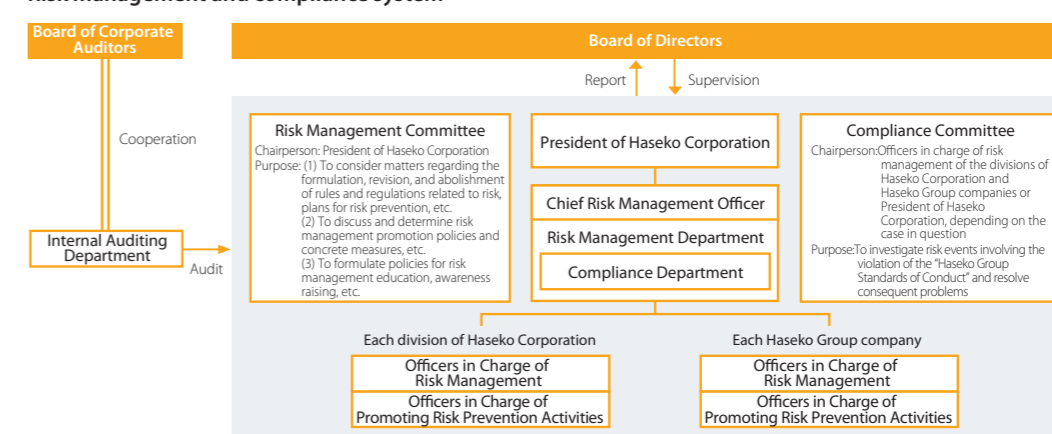 Risk management and compliance system
Board of Corporate
Auditors
Board of Directors
Report
Supervision
Cooperation
Internal Auditing
Department
Audit
Risk Management Committee
Chairperson: President of Haseko Corporation
Purpose: (1) To consider matters regarding the
formulation, revision, and abolishment
of rules and regulations related to risk,
plans for risk prevention, etc.
(2) To discuss and determine risk
management promotion policies and
concrete measures, etc.
(3) To formulate policies for risk
management education, awareness
raising, etc.
President of Haseko Corporation
Chief Risk Management Officer
Risk Management Department
Compliance Department
Compliance Committee
Chairperson:Officers in charge of risk
management of the divisions of
Haseko Corporation and
Haseko Group companies or
President of Haseko
Corporation, depending on the
case in question
Purpose:To investigate risk events involving the
violation of the “Haseko Group
Standards of Conduct” and resolve
consequent problems
Each division of Haseko Corporation
Officers in Charge of
Risk Management
Officers in Charge of
Promoting Risk Prevention Activities
Each Haseko Group company
Officers in Charge of
Risk Management
Officers in Charge of
Promoting Risk Prevention Activities